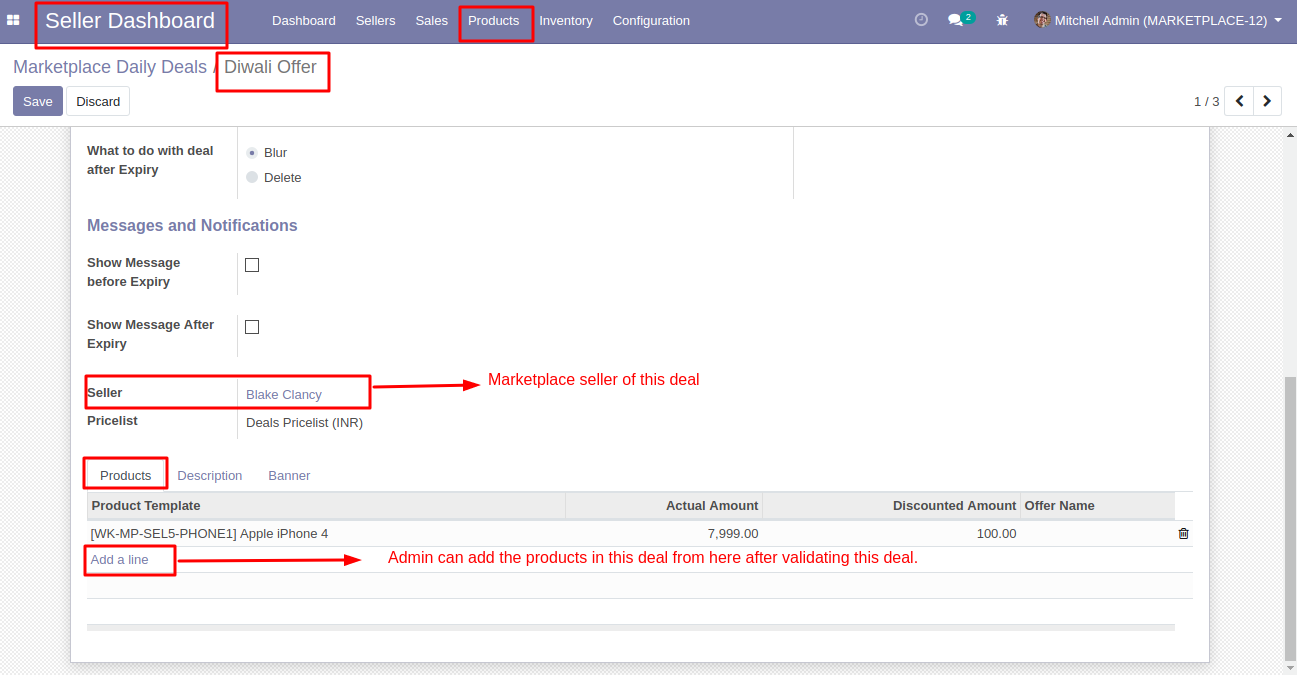 Seller Dashboard Dashboard Sellers Sales Products Inventory Configuration 2 Mitchell Admin (MARKETPLACE-12)
Marketplace Daily Deals / Diwali Offer
Save Discard 1 / 3
What to do with deal
after Expiry
Blur
Delete
Messages and Notifications
Show Message
before Expiry
Show Message After
Expiry
Seller Blake Clancy
Marketplace seller of this deal
Pricelist Deals Pricelist (INR)
Products Description Banner
Product Template Actual Amount Discounted Amount Offer Name
[WK-MP-SEL5-PHONE1] Apple iPhone 4 7,999.00 100.00
Add a line
Admin can add the products in this deal from here after validating this deal.